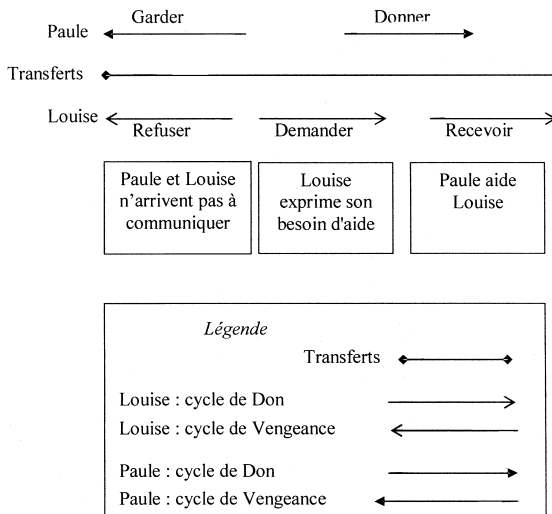 Garder Donner
Paule
Transferts
Louise
Refuser Demander Recevoir
Paule et Louise
n'arrivent pas à
communiquer
Louise
exprime son
besoin d'aide
Paule aide
Louise
Légende
Transferts
Louise : cycle de Don
Louise : cycle de Vengeance
Paule : cycle de Don
Paule : cycle de Vengeance